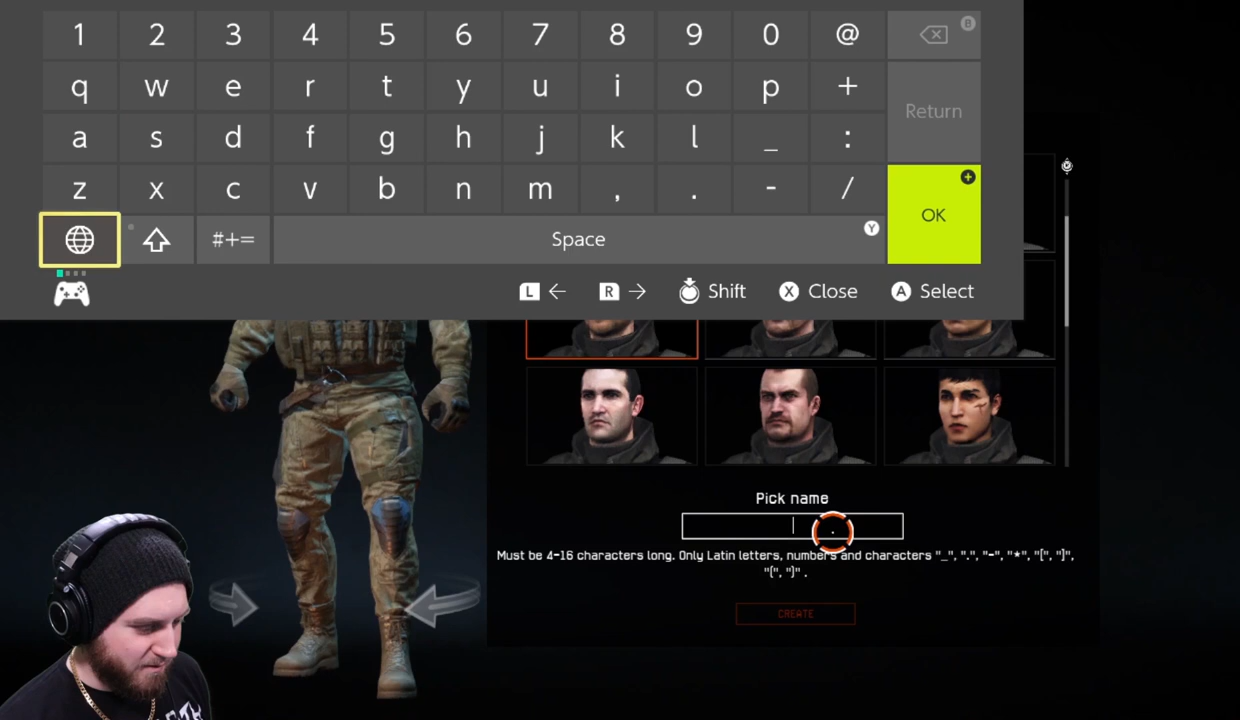 1 2 3 4 5 6 7 8 9 0 @ B
q w e r t y u i o p + Return
a s d f g h j k l _ :
z x c v b n m , . - / OK
#+= Space Y
L ← R → Shift X Close A Select
Pick name
Must be 4-16 characters long. Only Latin letters, numbers and characters "_", ".", "-", "*", "[", "]",
"(", ")" .
CREATE